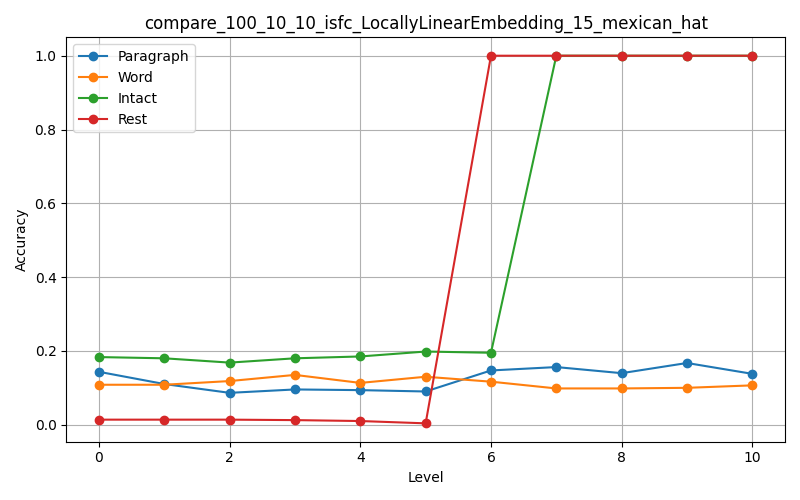 compare_100_10_10_isfc_LocallyLinearEmbedding_15_mexican_hat
Paragraph
Word
Intact
Rest
1.0
0.8
0.6
0.4
0.2
0.0
Accuracy
0 2 4 6 8 10
Level